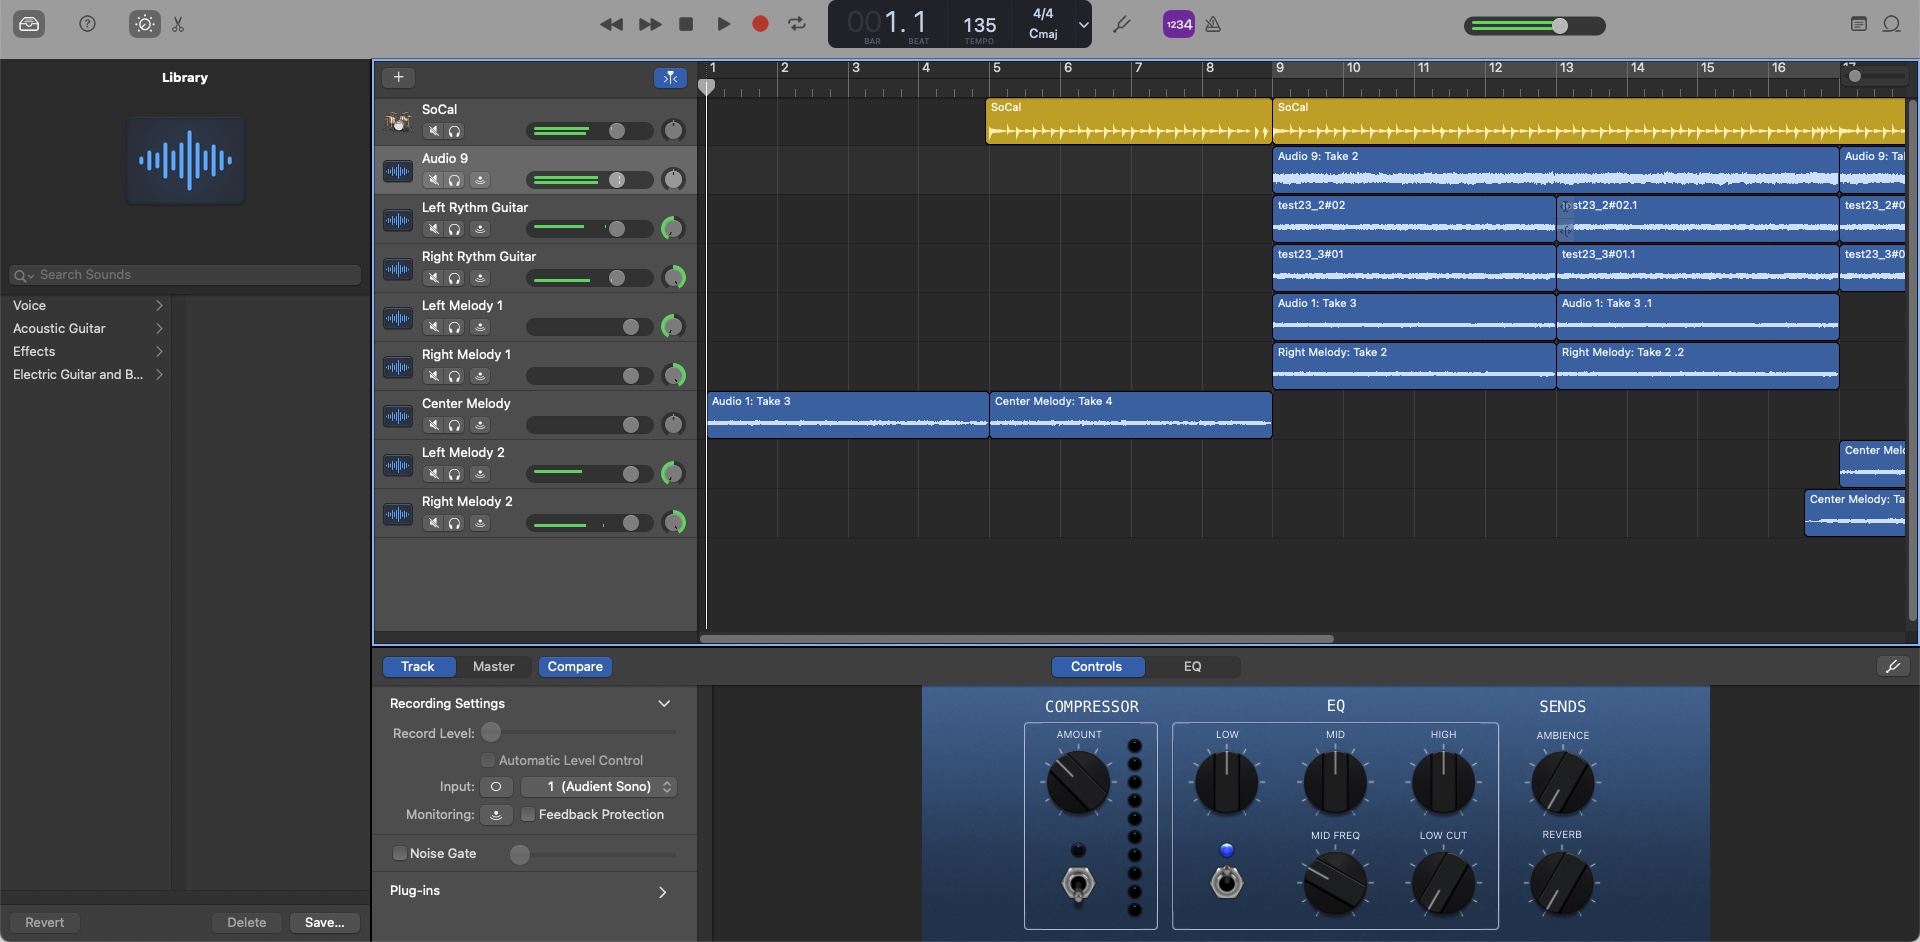 001. 1
BAR
BEAT
135
TEMPO
4/4
Cmaj
1234
Library
Search Sounds
Voice
Acoustic Guitar
Effects
Electric Guitar and B...
Revert
Delete
Save...
1 2 3 4 5 6 7 8 9 10 11 12 13 14 15 16 17
SoCal
SoCal
SoCal
Audio 9
Audio 9: Take 2
Audio 9: Ta
Left Rythm Guitar
test23_2#02
st23_2#02.1
test23_2#0
Right Rythm Guitar
test23_3#01
test23_3#01.1
test23_3#0
Left Melody 1
Audio 1: Take 3
Audio 1: Take 3 .1
Right Melody 1
Right Melody: Take 2
Right Melody: Take 2 .2
Center Melody
Audio 1: Take 3
Center Melody: Take 4
Left Melody 2
Center Melo
Right Melody 2
Center Melody: Ta
Track
Master
Compare
Controls
EQ
Recording Settings
Record Level:
Automatic Level Control
Input:
1 (Audient Sono)
Monitoring:
Feedback Protection
Noise Gate
Plug-ins
COMPRESSOR
AMOUNT
EQ
LOW
MID
HIGH
MID FREQ
LOW CUT
SENDS
AMBIENCE
REVERB